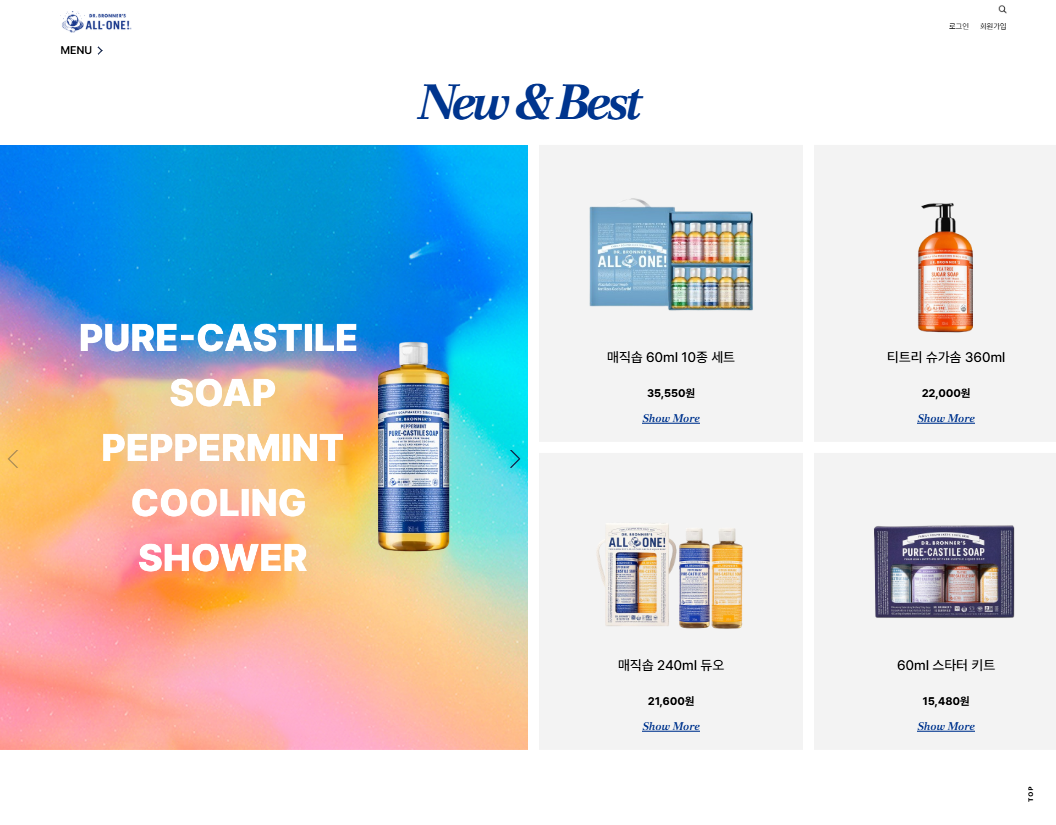 DR. BRONNER'S
ALL-ONE!
로그인 회원가입
MENU
New & Best
PURE-CASTILE
SOAP
PEPPERMINT
COOLING
SHOWER
DR. BRONNER'S
PEPPERMINT
PURE-CASTILE SOAP
DR. BRONNER'S
ALL ONE!
매직솝 60ml 10종 세트
35,550원
Show More
DR. BRONNER'S
TEA TREE
SUGAR SOAP
티트리 슈가솝 360ml
22,000원
Show More
ALL ONE!
매직솝 240ml 듀오
21,600원
Show More
DR. BRONNER'S
PURE-CASTILE SOAP
60ml 스타터 키트
15,480원
Show More
TOP